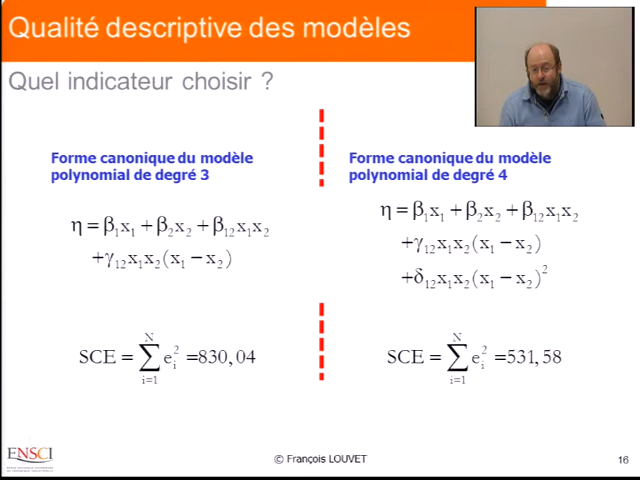 Qualité descriptive des modèles
Quel indicateur choisir ?
Forme canonique du modèle
polynomial de degré 3
η = β₁x₁ + β₂x₂ + β₁₂x₁x₂
+γ₁₂x₁x₂(x₁ − x₂)
SCE = ∑ᵢ₌₁ᴺ eᵢ² =830,04
Forme canonique du modèle
polynomial de degré 4
η = β₁x₁ + β₂x₂ + β₁₂x₁x₂
+γ₁₂x₁x₂(x₁ − x₂)
+δ₁₂x₁x₂(x₁ − x₂)²
SCE = ∑ᵢ₌₁ᴺ eᵢ² =531,58
ENSCI
© François LOUVET
16